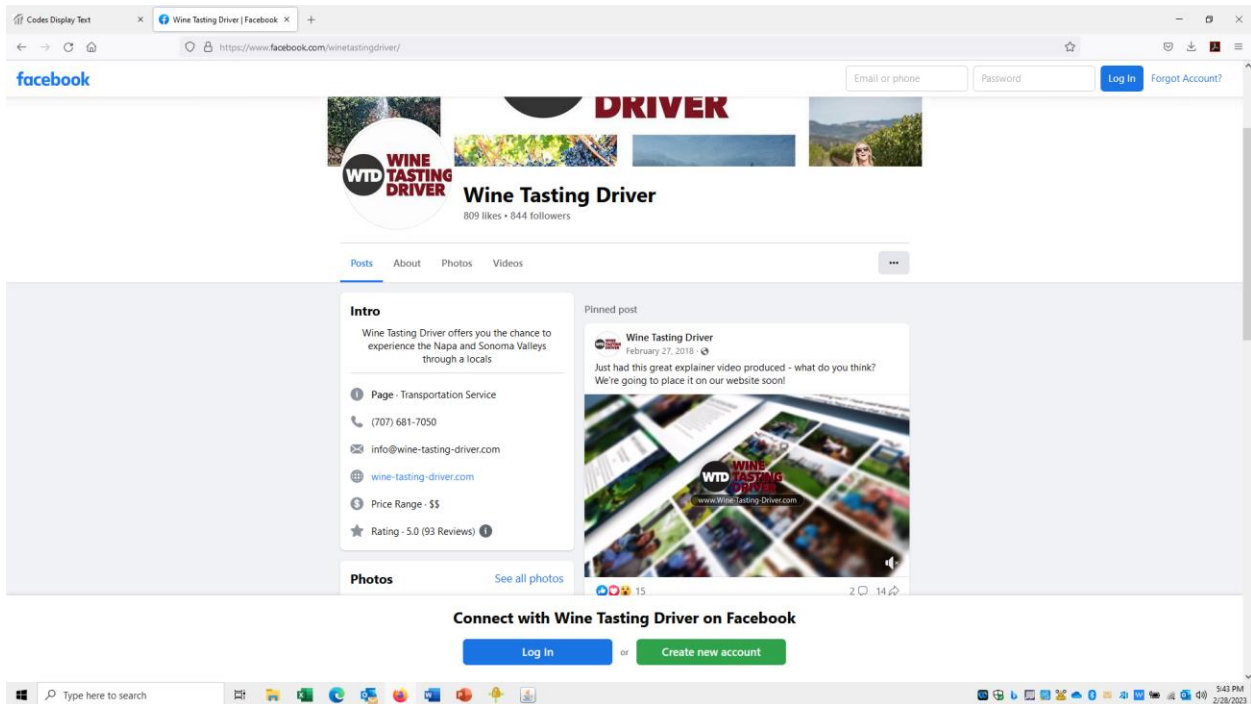 Codes Display Text
Wine Tasting Driver | Facebook
https://www.facebook.com/winetastingdriver/
facebook
Email or phone
Password
Log In
Forgot Account?
DRIVER
WTD
WINE
TASTING
DRIVER
Wine Tasting Driver
809 likes • 844 followers
Posts
About
Photos
Videos
Intro
Wine Tasting Driver offers you the chance to
experience the Napa and Sonoma Valleys
through a locals
Page · Transportation Service
(707) 681-7050
info@wine-tasting-driver.com
wine-tasting-driver.com
Price Range · $$
Rating · 5.0 (93 Reviews)
Photos
See all photos
Pinned post
Wine Tasting Driver
February 27, 2018 ·
Just had this great explainer video produced - what do you think?
We're going to place it on our website soon!
WTD
WINE
TASTING
DRIVER
www.Wine-Tasting-Driver.com
15
2
14
Connect with Wine Tasting Driver on Facebook
Log In
or
Create new account
Type here to search
5:43 PM
2/28/2023